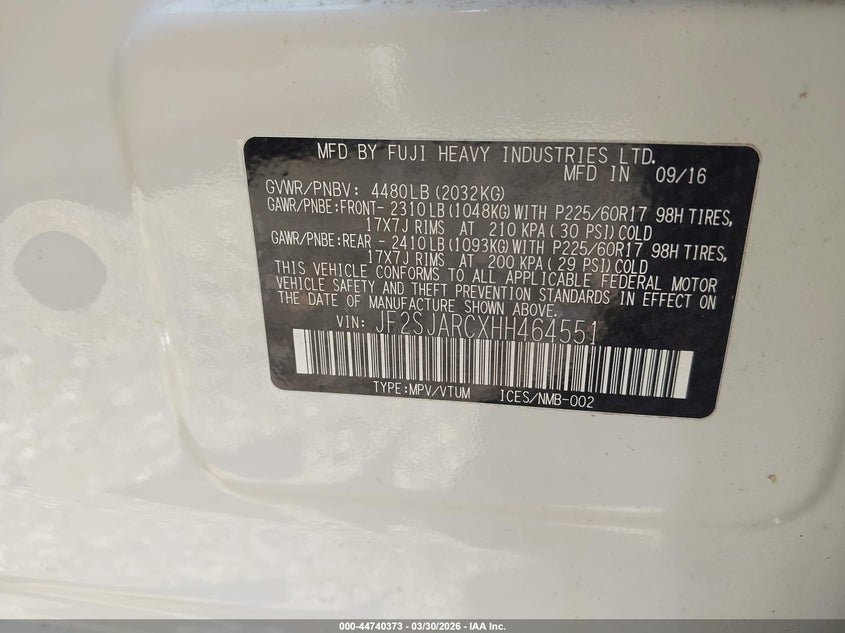 MFD BY FUJI HEAVY INDUSTRIES LTD.
MFD IN 09/16
GVWR/PNBV: 4480LB (2032KG)
GAWR/PNBE:FRONT- 2310 LB (1048KG) WITH P225/60R17 98H TIRES,
17X7J RIMS AT 210 KPA ( 30 PSI) COLD
GAWR/PNBE:REAR - 2410 LB (1093KG) WITH P225/60R17 98H TIRES,
17X7J RIMS AT 200 KPA ( 29 PSI) COLD
THIS VEHICLE CONFORMS TO ALL APPLICABLE FEDERAL MOTOR
VEHICLE SAFETY AND THEFT PREVENTION STANDARDS IN EFFECT ON
THE DATE OF MANUFACTURE SHOWN ABOVE.
VIN: JF2SJARCXHH464551
TYPE:MPV/VTUM ICES/NMB-002
000-44740373 - 03/30/2026 - IAA Inc.